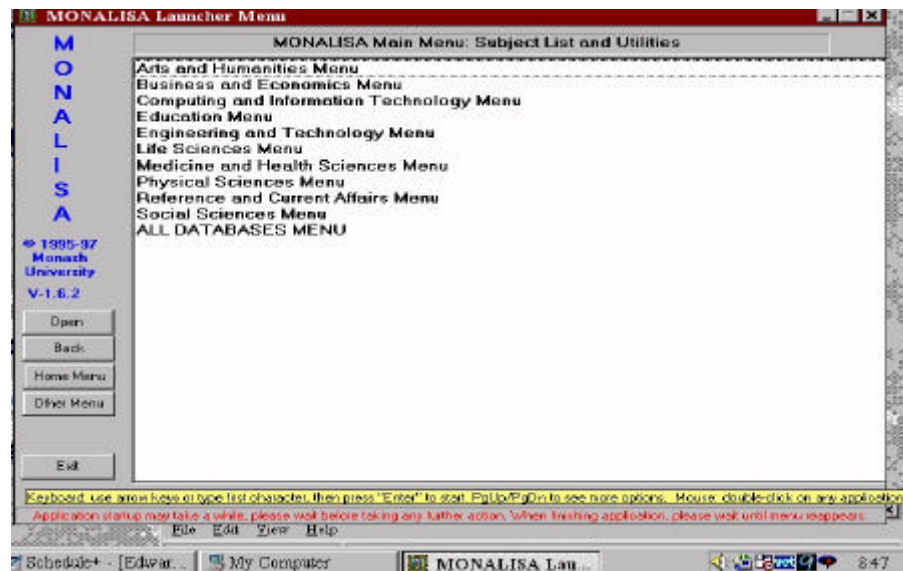 MONALISA Launcher Menu
M
O
N
A
L
I
S
A
© 1995-97
Monash
University
V-1.6.2
Open
Back
Home Menu
Other Menu
Exit
MONALISA Main Menu: Subject List and Utilities
Arts and Humanities Menu
Business and Economics Menu
Computing and Information Technology Menu
Education Menu
Engineering and Technology Menu
Life Sciences Menu
Medicine and Health Sciences Menu
Physical Sciences Menu
Reference and Current Affairs Menu
Social Sciences Menu
ALL DATABASES MENU
Keyboard: use arrow keys or type first character, then press "Enter" to start. PgUp/PgDn to see more options. Mouse: double-click on any application
Application startup may take a while, please wait before taking any further action. When finishing application, please wait until menu reappears.
File Edit View Help
Schedule+ - [Edwar... My Computer MONALISA Lau... 8:47